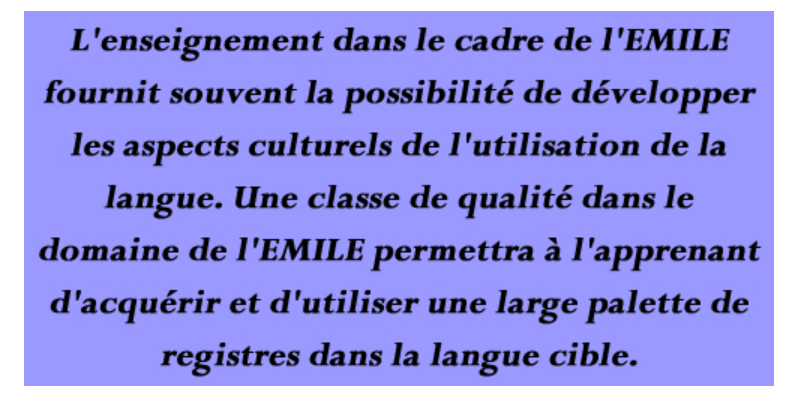 L'enseignement dans le cadre de l'EMILE
fournit souvent la possibilité de développer
les aspects culturels de l'utilisation de la
langue. Une classe de qualité dans le
domaine de l'EMILE permettra à l'apprenant
d'acquérir et d'utiliser une large palette de
registres dans la langue cible.